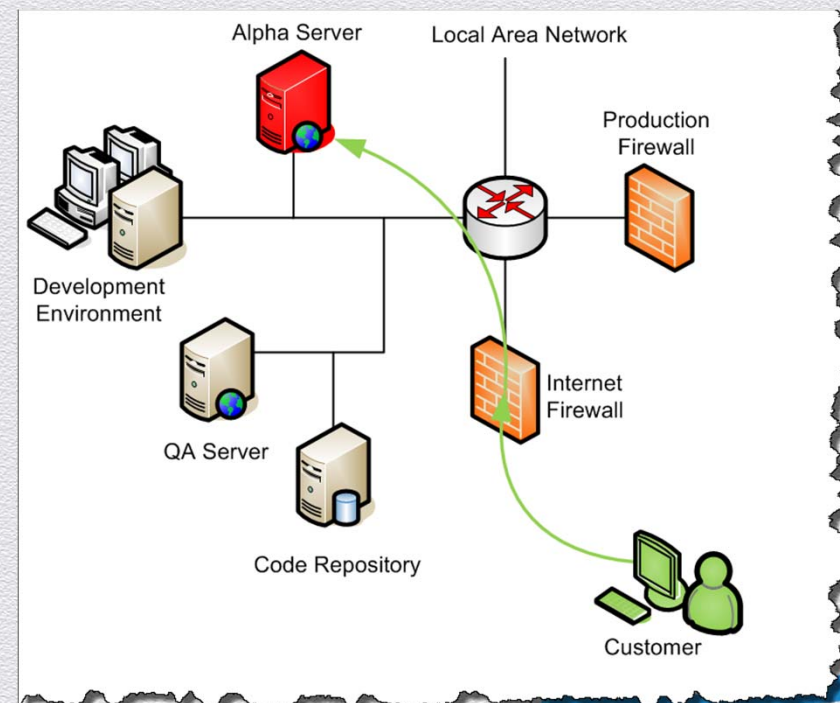 Alpha Server
Local Area Network
Production
Firewall
Development
Environment
Internet
Firewall
QA Server
Code Repository
Customer